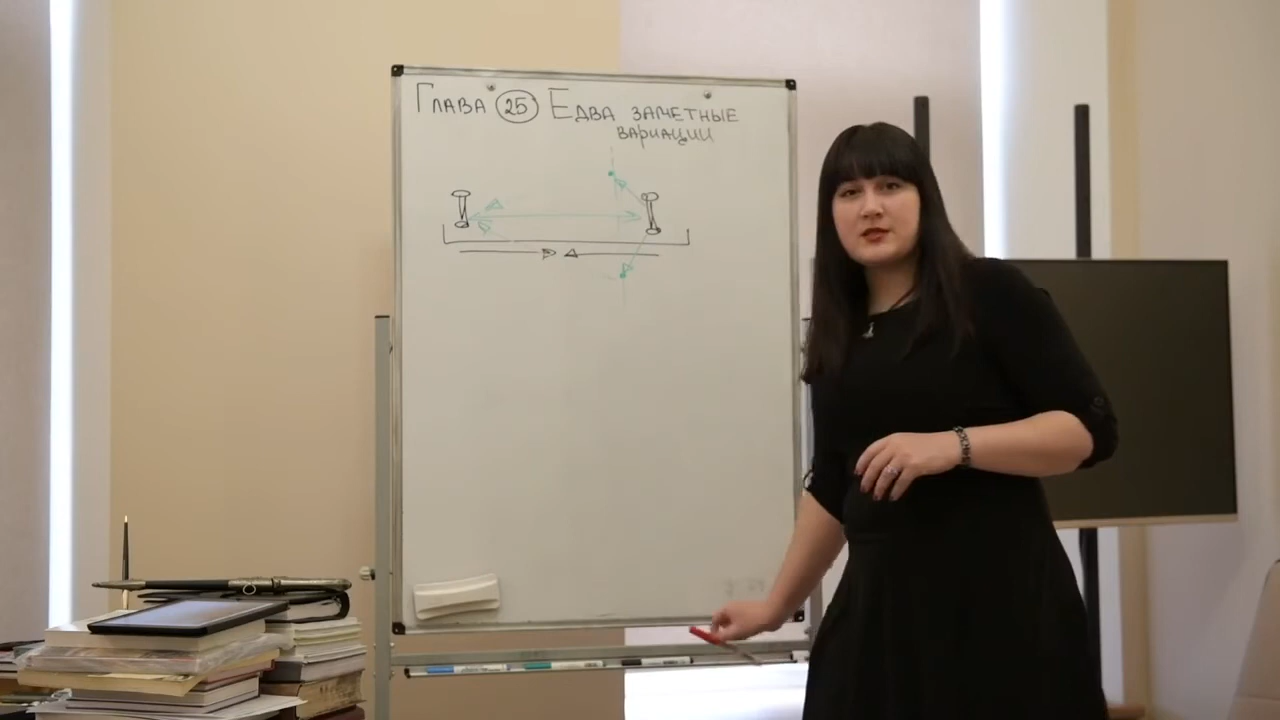 Глава 25 Едва заметные
вариации